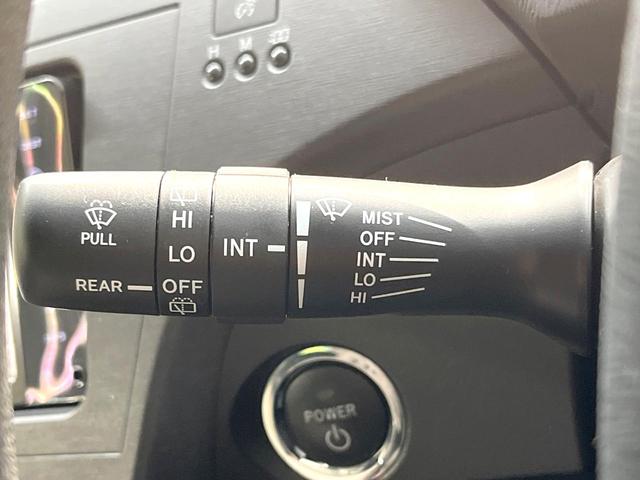 H M
PULL
REAR
HI
LO
OFF
INT
MIST
OFF
INT
LO
HI
POWER